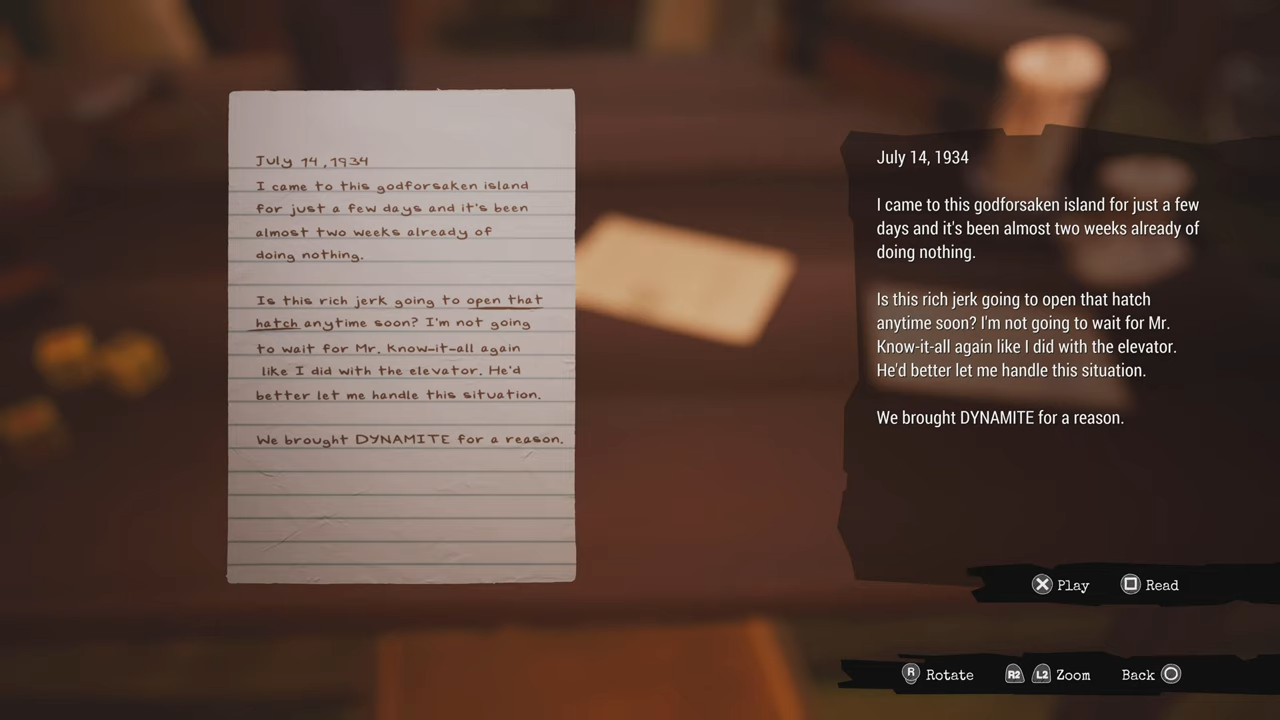 July 14, 1934
I came to this godforsaken island
for just a few days and it's been
almost two weeks already of
doing nothing.
Is this rich jerk going to open that
hatch anytime soon? I'm not going
to wait for Mr. Know-it-all again
like I did with the elevator. He'd
better let me handle this situation.
We brought DYNAMITE for a reason.
July 14, 1934
I came to this godforsaken island for just a few
days and it's been almost two weeks already of
doing nothing.
Is this rich jerk going to open that hatch
anytime soon? I'm not going to wait for Mr.
Know-it-all again like I did with the elevator.
He'd better let me handle this situation.
We brought DYNAMITE for a reason.
Play Read
R Rotate R2 L2 Zoom Back